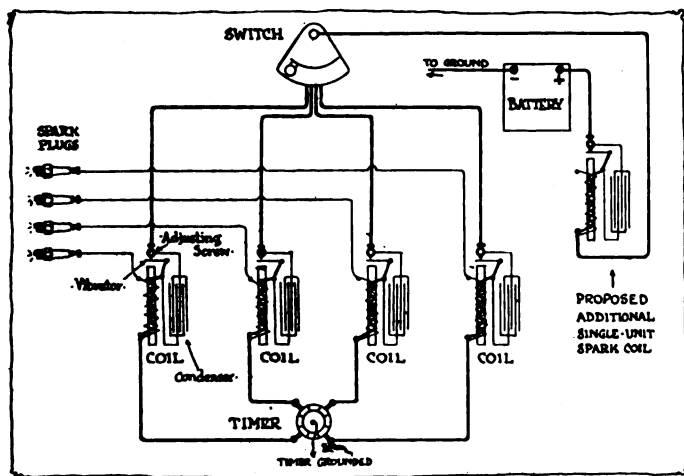 SWITCH
TO GROUND
- +
BATTERY
SPARK
PLUGS
Adjusting
Screw.
Vibrator.
PROPOSED
ADDITIONAL
SINGLE-UNIT
SPARK COIL
COIL COIL COIL COIL
Condenser.
TIMER
TIMER GROUNDED